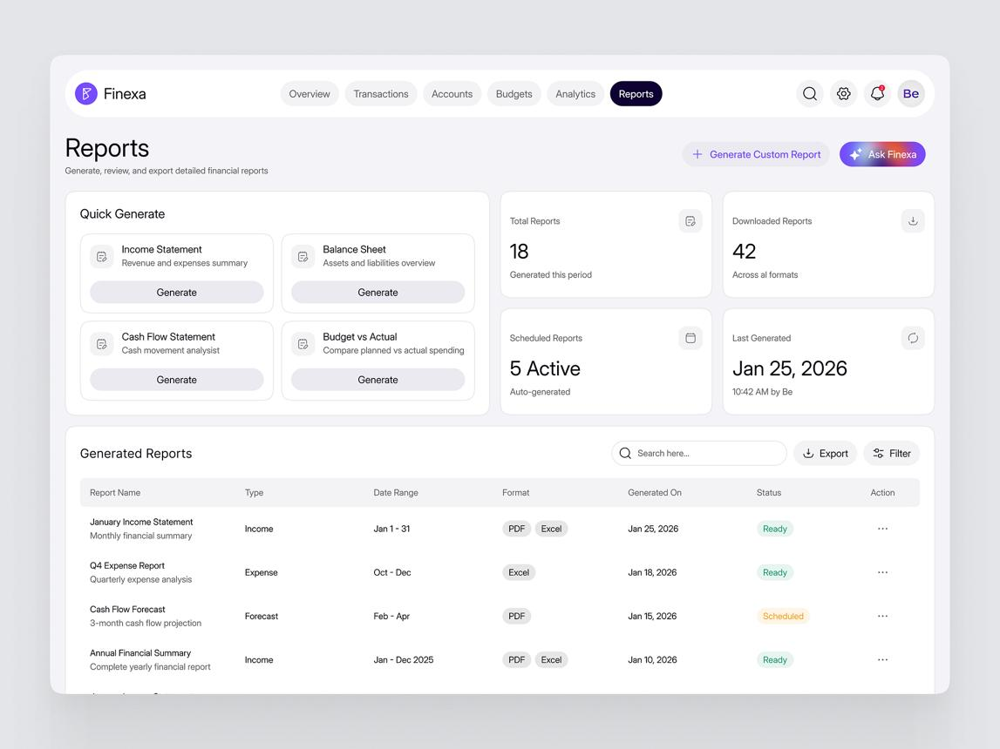 Finexa
Overview Transactions Accounts Budgets Analytics Reports
Be
Reports
Generate, review, and export detailed financial reports
Generate Custom Report
Ask Finexa
Quick Generate
Income Statement
Revenue and expenses summary
Generate
Balance Sheet
Assets and liabilities overview
Generate
Cash Flow Statement
Cash movement analysist
Generate
Budget vs Actual
Compare planned vs actual spending
Generate
Total Reports
18
Generated this period
Downloaded Reports
42
Across al formats
Scheduled Reports
5 Active
Auto-generated
Last Generated
Jan 25, 2026
10:42 AM by Be
Generated Reports
Search here...
Export
Filter
Report Name Type Date Range Format Generated On Status Action
January Income Statement
Monthly financial summary
Income Jan 1 - 31 PDF Excel Jan 25, 2026 Ready ...
Q4 Expense Report
Quarterly expense analysis
Expense Oct - Dec Excel Jan 18, 2026 Ready ...
Cash Flow Forecast
3-month cash flow projection
Forecast Feb - Apr PDF Jan 15, 2026 Scheduled ...
Annual Financial Summary
Complete yearly financial report
Income Jan - Dec 2025 PDF Excel Jan 10, 2026 Ready ...